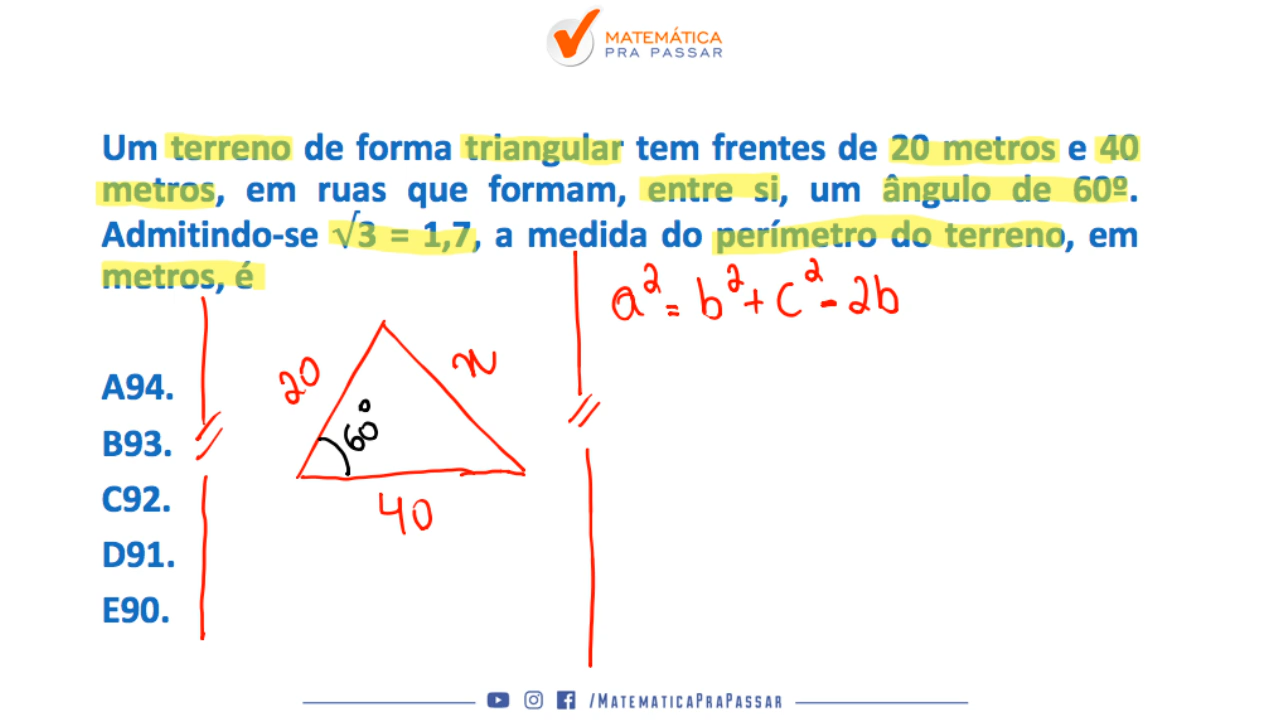 MATEMÁTICA
PRA PASSAR
Um terreno de forma triangular tem frentes de 20 metros e 40
metros, em ruas que formam, entre si, um ângulo de 60º.
Admitindo-se √3 = 1,7, a medida do perímetro do terreno, em
metros, é
a² = b² + c² - 2b
20
x
60°
40
A94.
B93.
C92.
D91.
E90.
/MATEMATICAPRAPASSAR